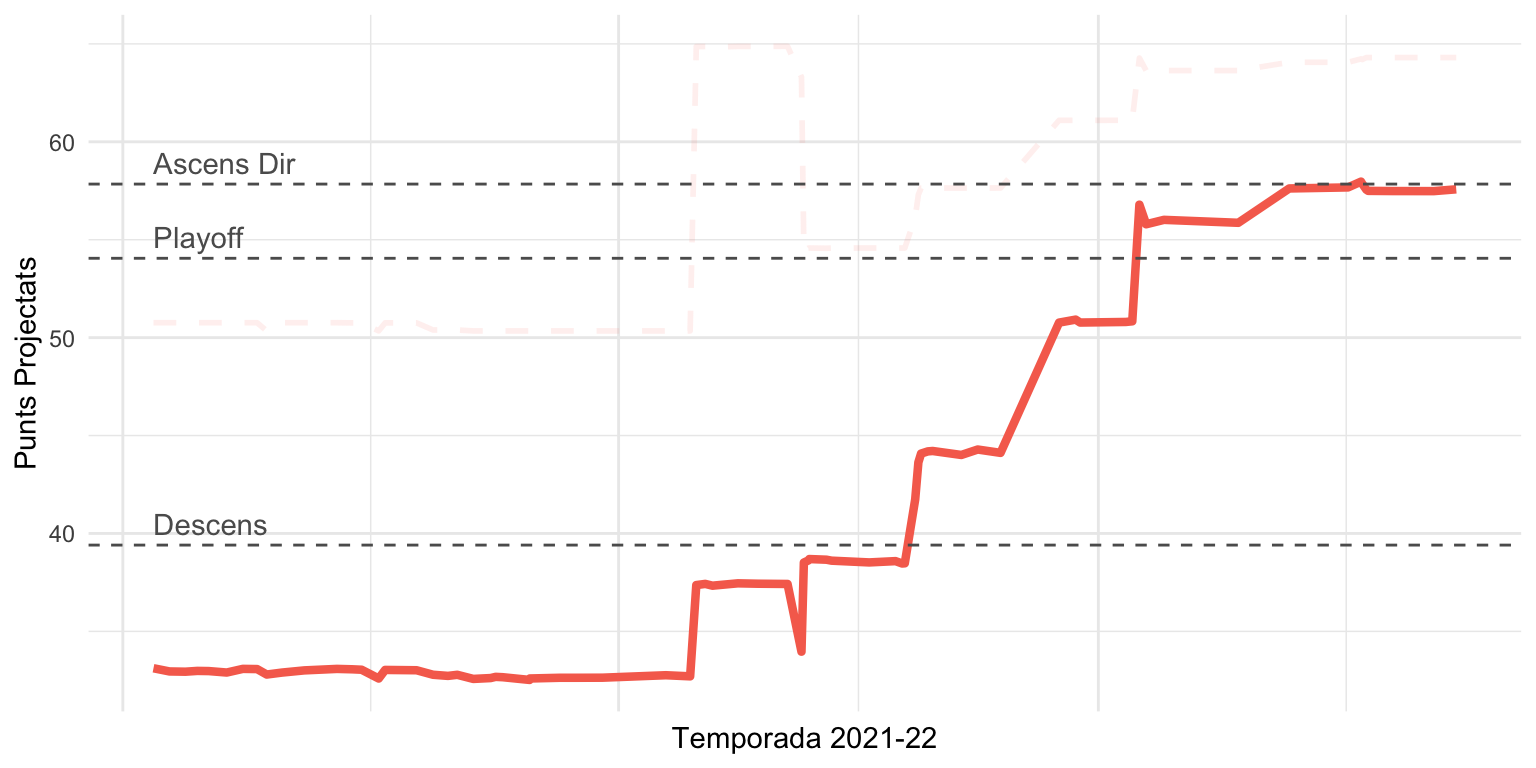 60
Ascens Dir
Playoff
50
Descens
40
Punts Projectats
Temporada 2021-22